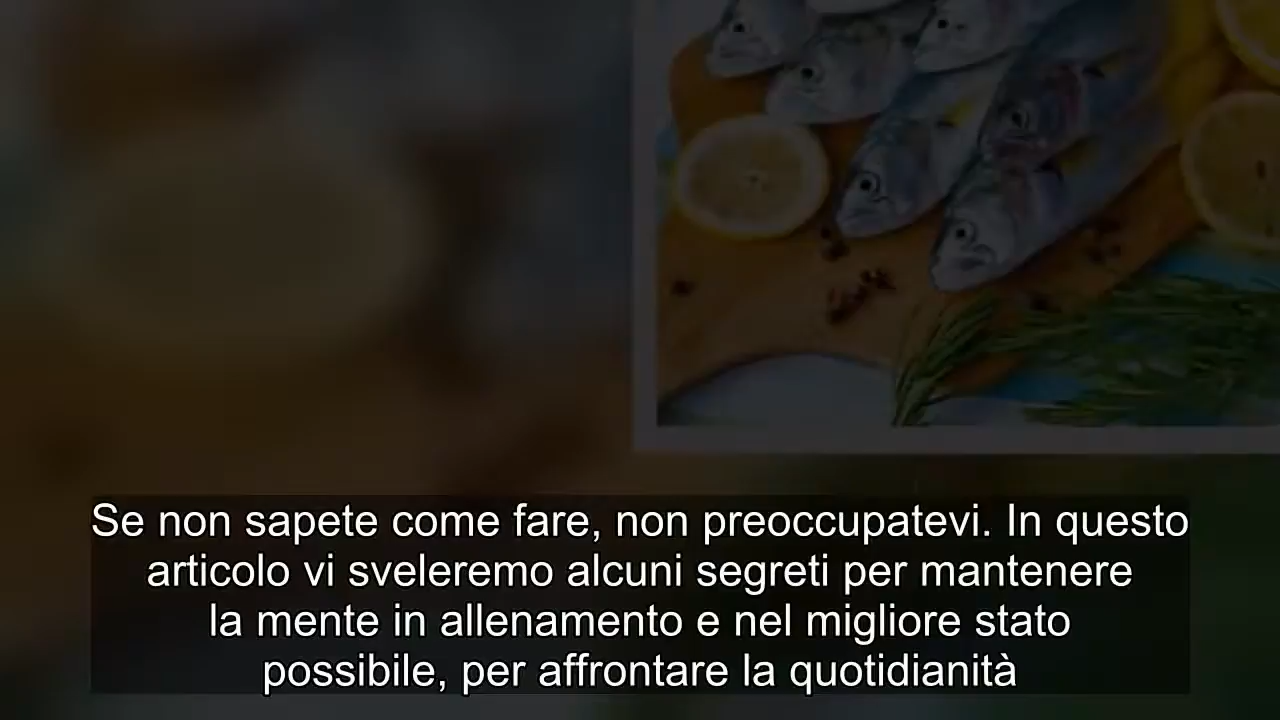 Se non sapete come fare, non preoccupatevi. In questo
articolo vi sveleremo alcuni segreti per mantenere
la mente in allenamento e nel migliore stato
possibile, per affrontare la quotidianità